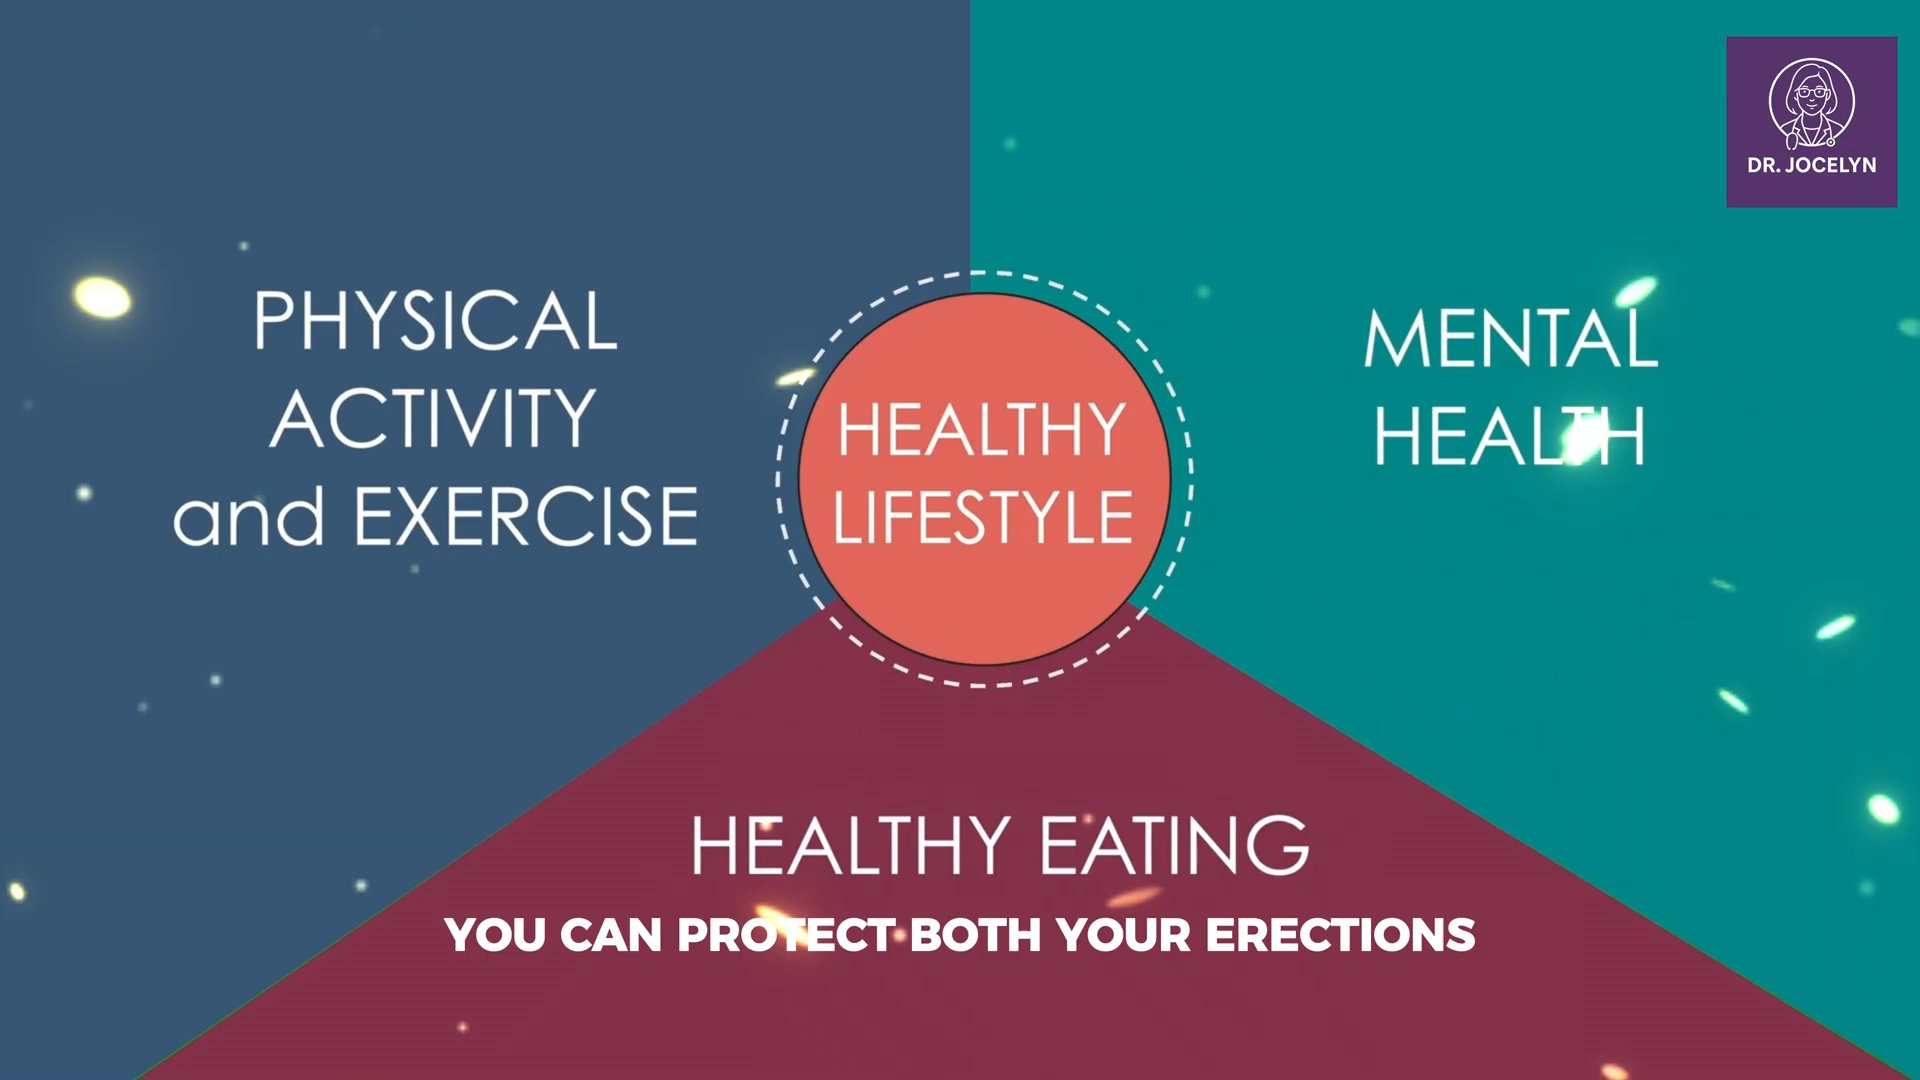 DR. JOCELYN
PHYSICAL
ACTIVITY
and EXERCISE
HEALTHY
LIFESTYLE
MENTAL
HEALTH
HEALTHY EATING
YOU CAN PROTECT BOTH YOUR ERECTIONS